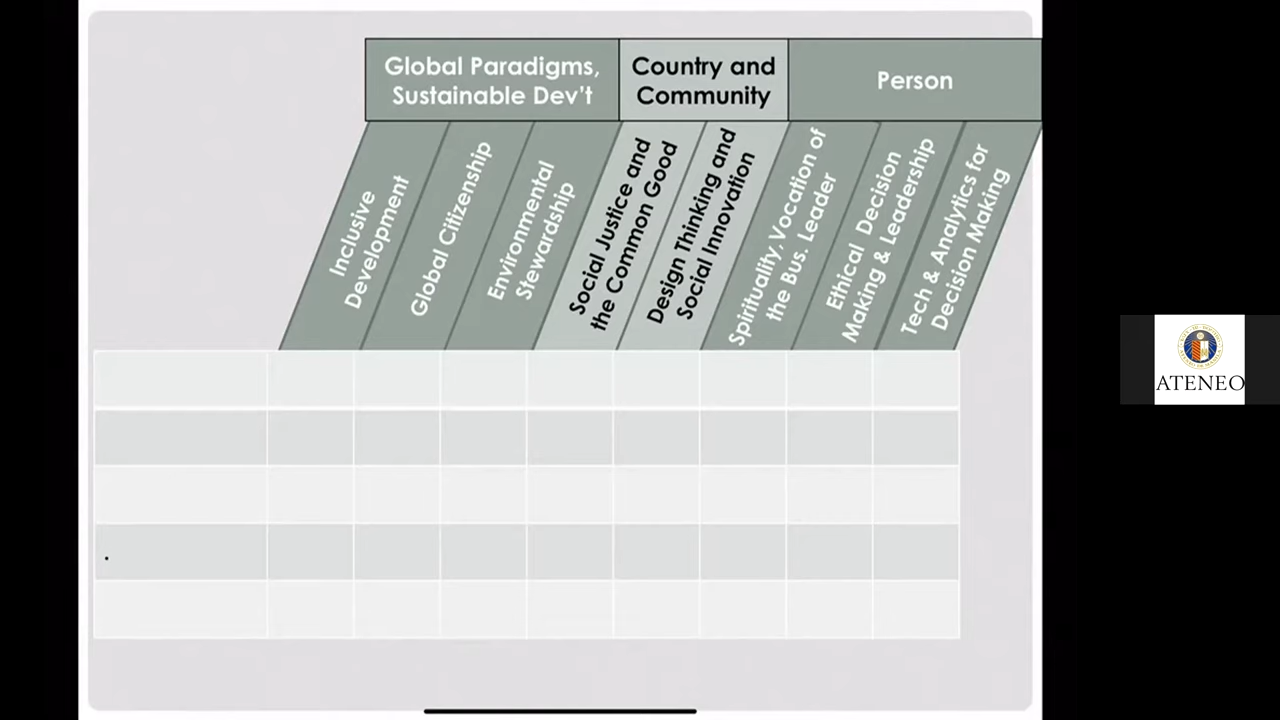 Global Paradigms,
Sustainable Dev't
Country and
Community
Person
Inclusive
Development
Global Citizenship
Environmental
Stewardship
Social Justice and
the Common Good
Design Thinking and
Social Innovation
Spirituality, Vocation of
the Bus. Leader
Ethical Decision
Making & Leadership
Tech & Analytics for
Decision Making
.
ATENEO